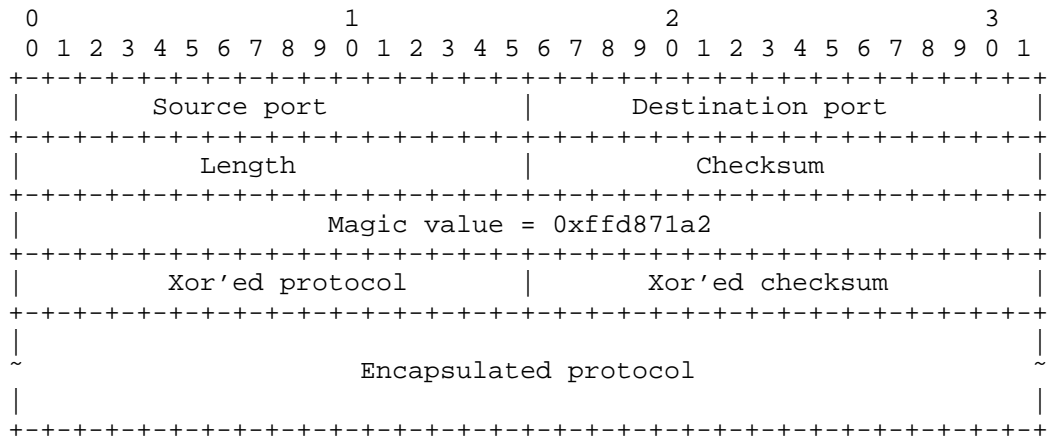 0                   1                   2                   3
 0 1 2 3 4 5 6 7 8 9 0 1 2 3 4 5 6 7 8 9 0 1 2 3 4 5 6 7 8 9 0 1
+-+-+-+-+-+-+-+-+-+-+-+-+-+-+-+-+-+-+-+-+-+-+-+-+-+-+-+-+-+-+-+-+
|        Source port            |      Destination port         |
+-+-+-+-+-+-+-+-+-+-+-+-+-+-+-+-+-+-+-+-+-+-+-+-+-+-+-+-+-+-+-+-+
|           Length              |          Checksum             |
+-+-+-+-+-+-+-+-+-+-+-+-+-+-+-+-+-+-+-+-+-+-+-+-+-+-+-+-+-+-+-+-+
|                   Magic value = 0xffd871a2                    |
+-+-+-+-+-+-+-+-+-+-+-+-+-+-+-+-+-+-+-+-+-+-+-+-+-+-+-+-+-+-+-+-+
|         Xor’ed protocol       |       Xor’ed checksum         |
+-+-+-+-+-+-+-+-+-+-+-+-+-+-+-+-+-+-+-+-+-+-+-+-+-+-+-+-+-+-+-+-+
|                                                               |
~                     Encapsulated protocol                     ~
|                                                               |
+-+-+-+-+-+-+-+-+-+-+-+-+-+-+-+-+-+-+-+-+-+-+-+-+-+-+-+-+-+-+-+-+